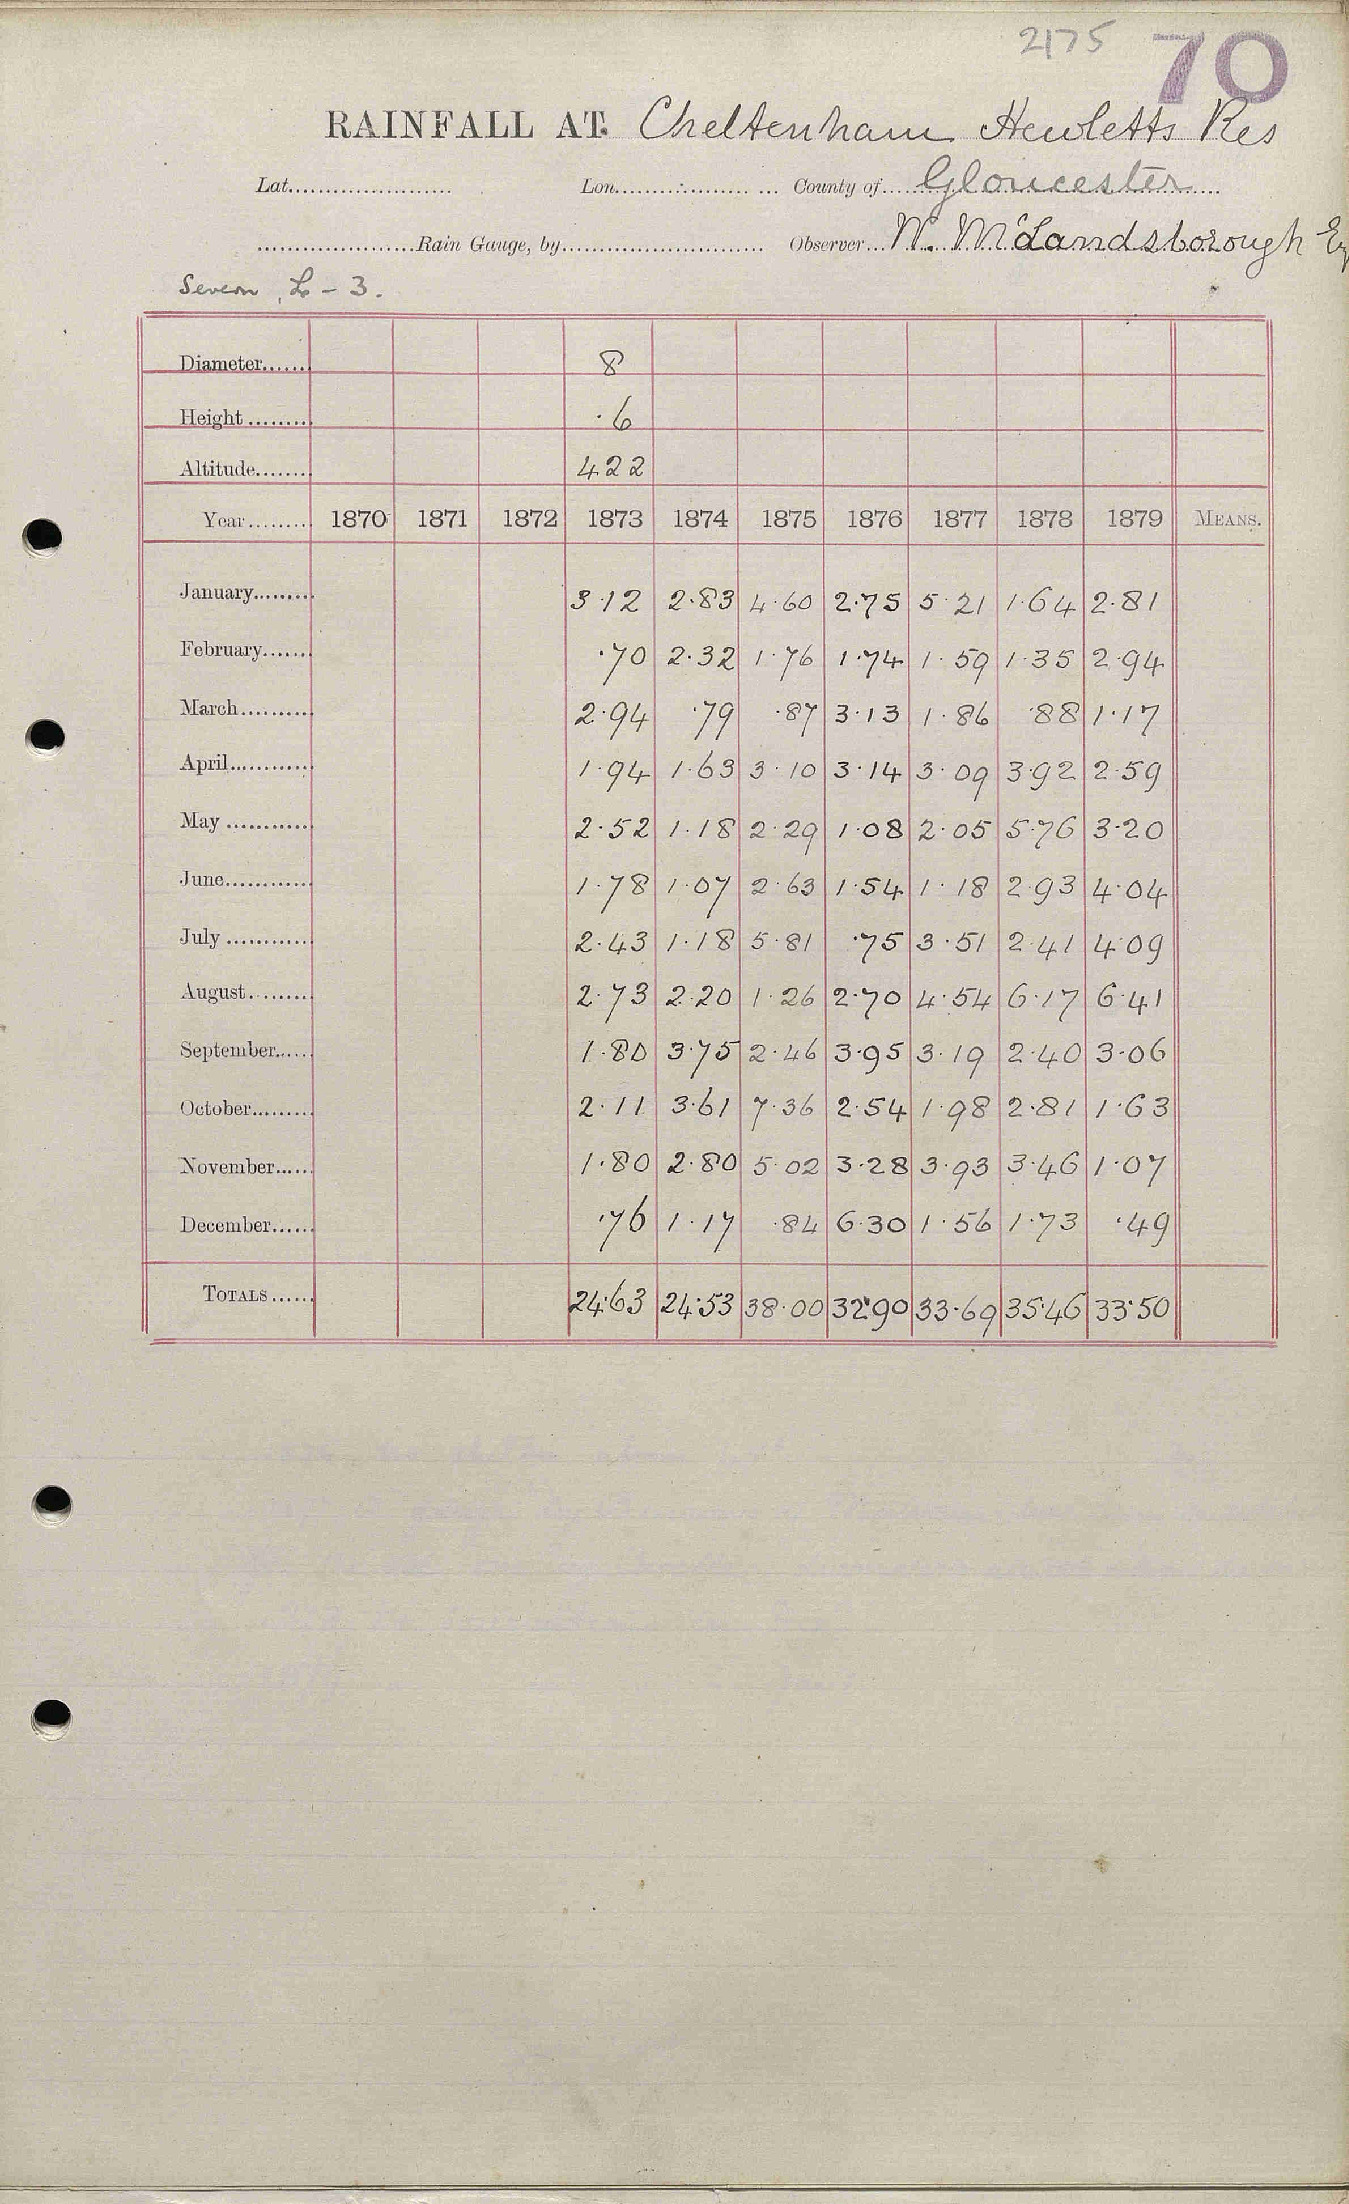 2175 70
RAINFALL AT. Cheltenham Hewletts Res
Lat. Lon. County of Gloucester
Rain Gauge, by Observer W. McLandsborough Esq
Severn L - 3.
Diameter 8
Height .6
Altitude 422
Year 1870 1871 1872 1873 1874 1875 1876 1877 1878 1879 MEANS.
January 3.12 2.83 4.60 2.75 5.21 1.64 2.81
February .70 2.32 1.76 1.74 1.59 1.35 2.94
March 2.94 .79 .87 3.13 1.86 .88 1.17
April 1.94 1.63 3.10 3.14 3.09 3.92 2.59
May 2.52 1.18 2.29 1.08 2.05 5.76 3.20
June 1.78 1.07 2.63 1.54 1.18 2.93 4.04
July 2.43 1.18 5.81 .75 3.51 2.41 4.09
August 2.73 2.20 1.26 2.70 4.54 6.17 6.41
September 1.80 3.75 2.46 3.95 3.19 2.40 3.06
October 2.11 3.61 7.36 2.54 1.98 2.81 1.63
November 1.80 2.80 5.02 3.28 3.93 3.46 1.07
December .76 1.17 .84 6.30 1.56 1.73 .49
TOTALS 24.63 24.53 38.00 32.90 33.69 35.46 33.50